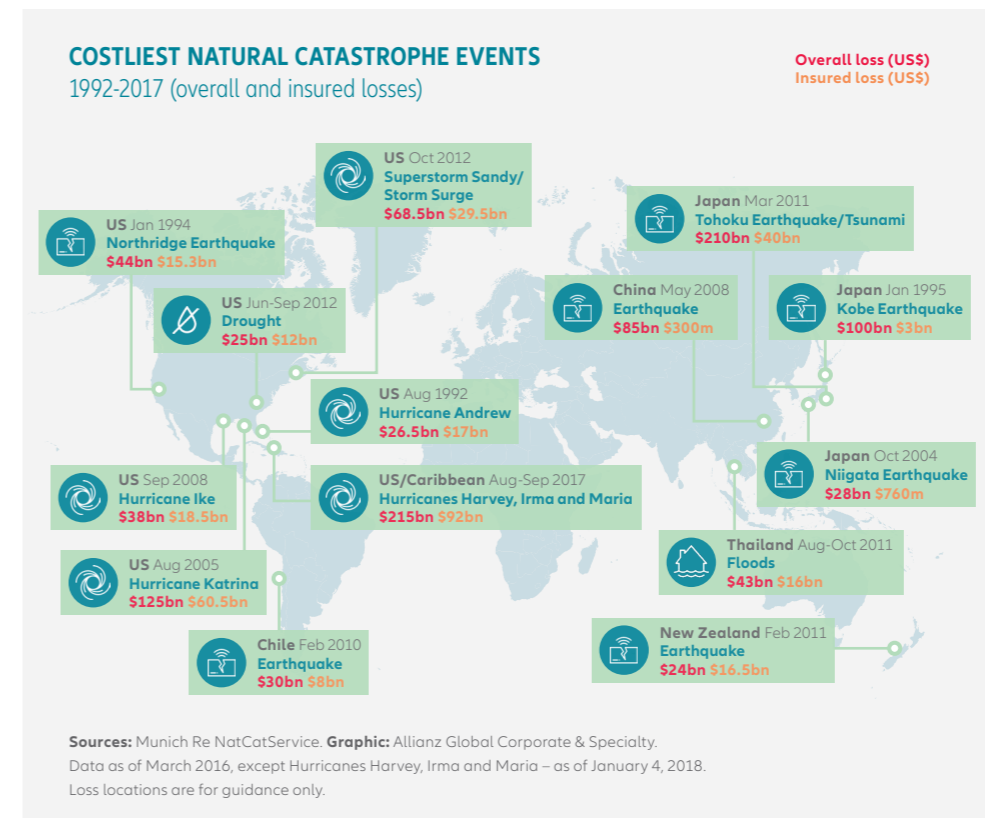 COSTLIEST NATURAL CATASTROPHE EVENTS
1992-2017 (overall and insured losses)
Overall loss (US$)
Insured loss (US$)
US Oct 2012
Superstorm Sandy/
Storm Surge
$68.5bn $29.5bn
Japan Mar 2011
Tohoku Earthquake/Tsunami
$210bn $40bn
US Jan 1994
Northridge Earthquake
$44bn $15.3bn
US Jun-Sep 2012
Drought
$25bn $12bn
China May 2008
Earthquake
$85bn $300m
Japan Jan 1995
Kobe Earthquake
$100bn $3bn
US Aug 1992
Hurricane Andrew
$26.5bn $17bn
Japan Oct 2004
Niigata Earthquake
$28bn $760m
US Sep 2008
Hurricane Ike
$38bn $18.5bn
US/Caribbean Aug-Sep 2017
Hurricanes Harvey, Irma and Maria
$215bn $92bn
Thailand Aug-Oct 2011
Floods
$43bn $16bn
US Aug 2005
Hurricane Katrina
$125bn $60.5bn
Chile Feb 2010
Earthquake
$30bn $8bn
New Zealand Feb 2011
Earthquake
$24bn $16.5bn
Sources: Munich Re NatCatService. Graphic: Allianz Global Corporate & Specialty.
Data as of March 2016, except Hurricanes Harvey, Irma and Maria – as of January 4, 2018.
Loss locations are for guidance only.